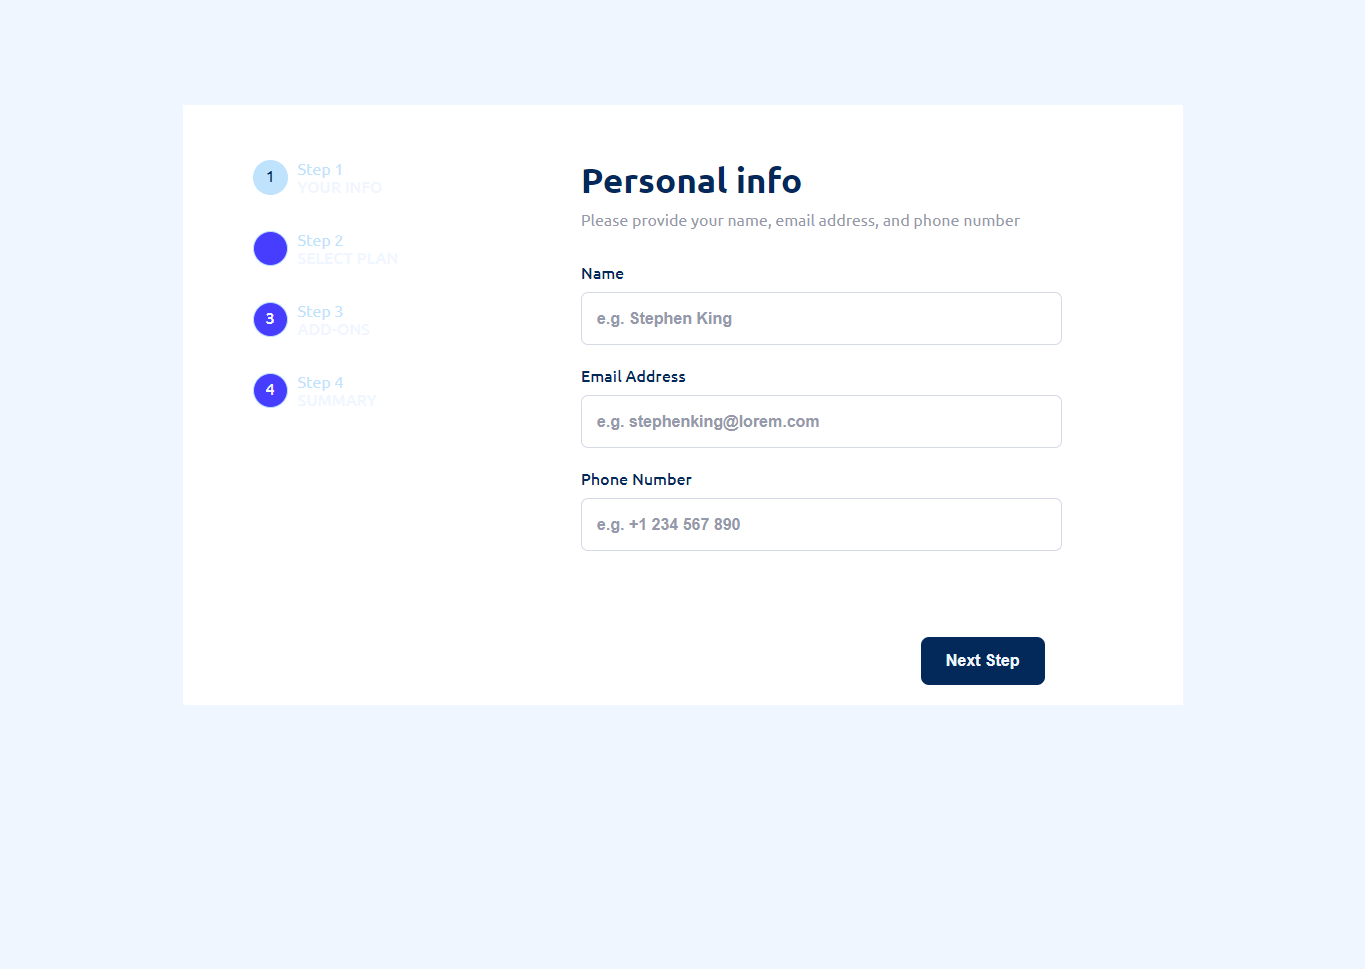 1
Step 1
YOUR INFO
Step 2
SELECT PLAN
3
Step 3
ADD-ONS
4
Step 4
SUMMARY
Personal info
Please provide your name, email address, and phone number
Name
e.g. Stephen King
Email Address
e.g. stephenking@lorem.com
Phone Number
e.g. +1 234 567 890
Next Step